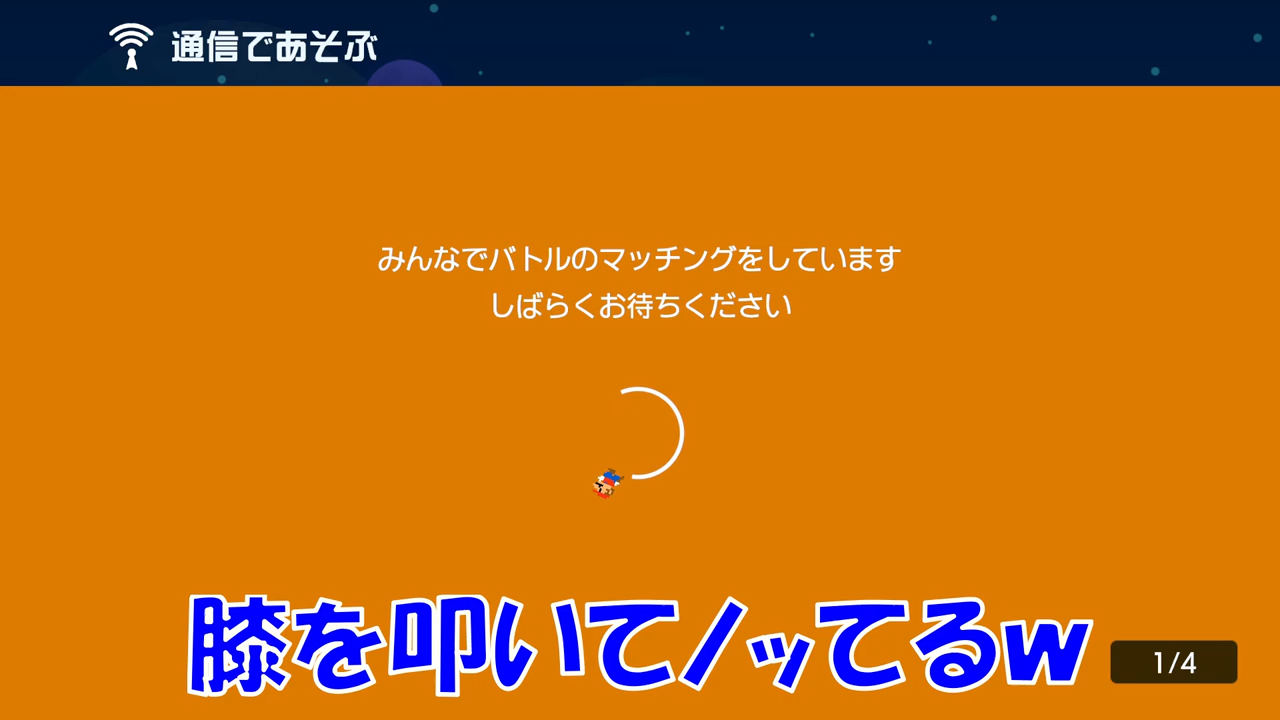 通信であそぶ
みんなでバトルのマッチングをしています
しばらくお待ちください
膝を叩いてノッてるw
1/4